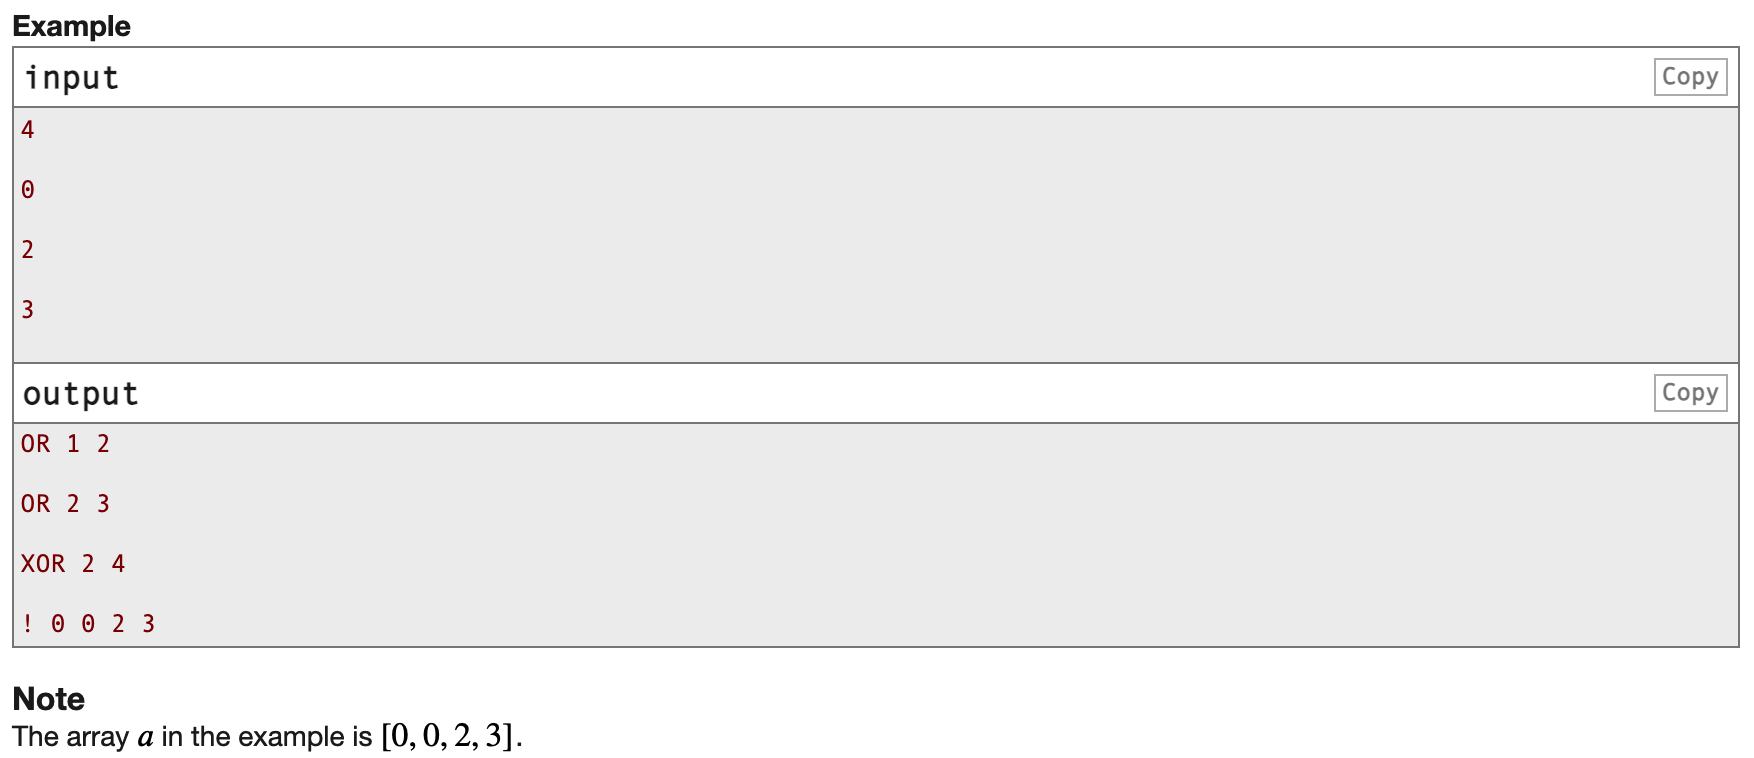 Example
input
Copy
4
0
2
3
output
Copy
OR 1 2
OR 2 3
XOR 2 4
! 0 0 2 3
Note
The array a in the example is [0, 0, 2, 3].